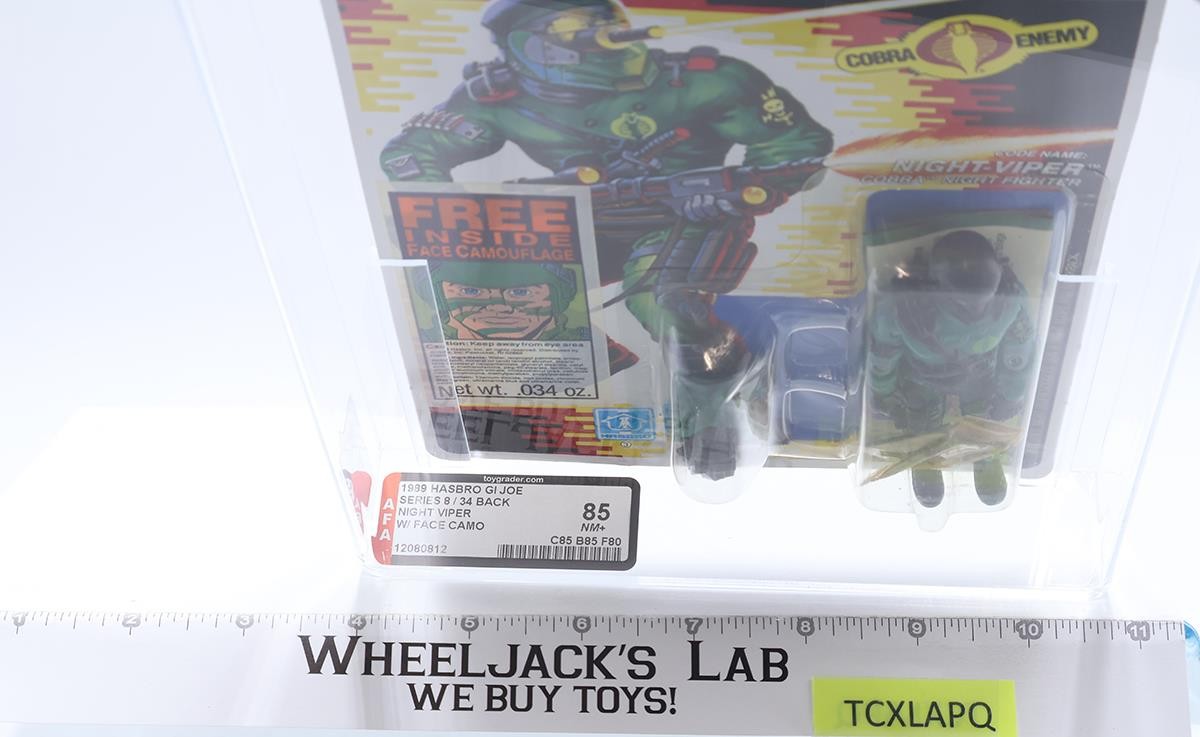 COBRA ENEMY
CODE NAME:
NIGHT-VIPER™
COBRA™ NIGHT FIGHTER
FREE
INSIDE
FACE CAMOUFLAGE
Caution: Keep away from eye area
Net wt. .034 oz.
HASBRO
toygrader.com
AFA
1989 HASBRO GI JOE
SERIES 8 / 34 BACK
NIGHT VIPER
W/ FACE CAMO
12080812
85
NM+
C85 B85 F80
1 2 3 4 5 6 7 8 9 10 11
WHEELJACK'S LAB
WE BUY TOYS!
TCXLAPQ